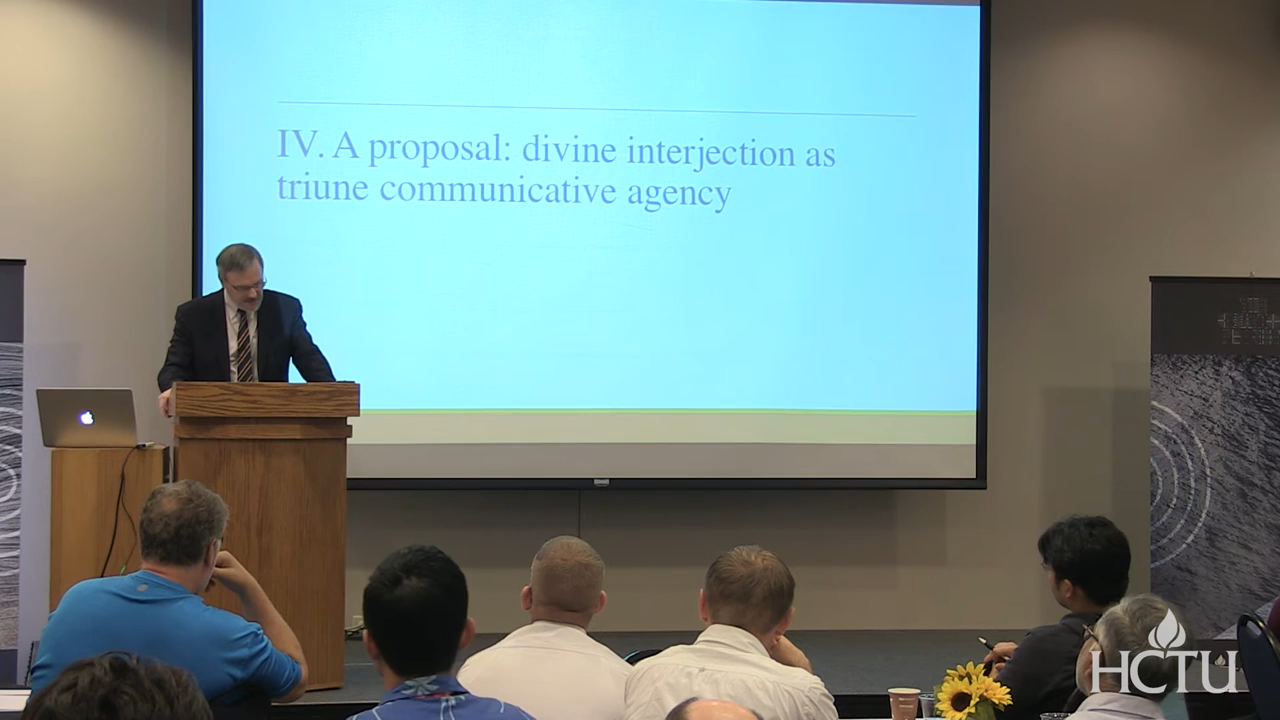 IV. A proposal: divine interjection as
triune communicative agency
HCTU